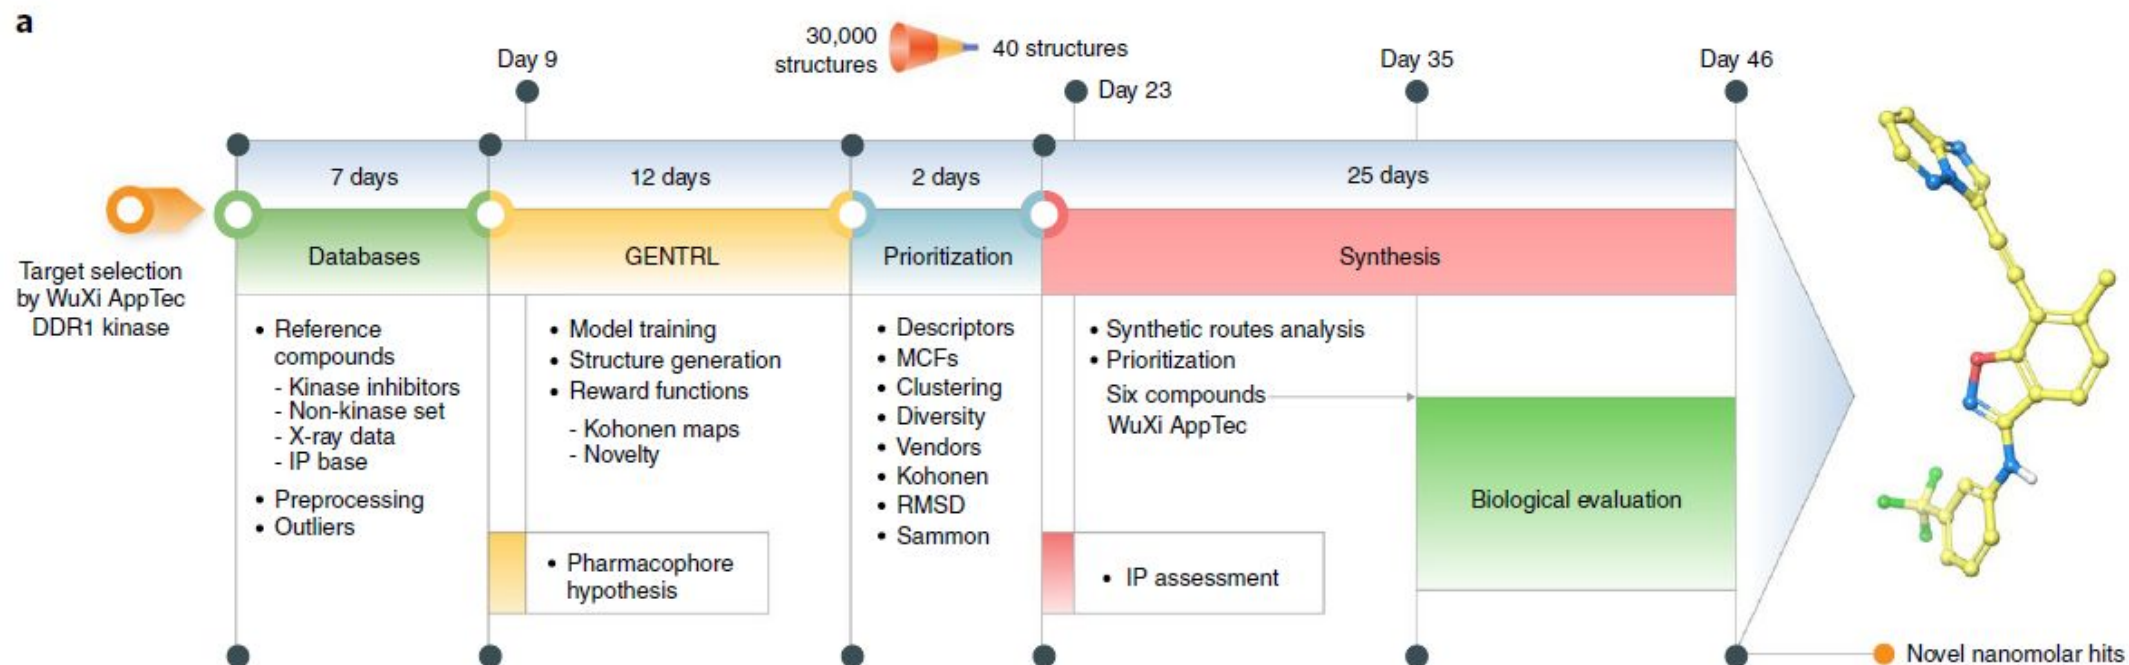 a
30,000
structures
40 structures
Day 9
Day 23
Day 35
Day 46
7 days
12 days
2 days
25 days
Databases
GENTRL
Prioritization
Synthesis
Target selection
by WuXi AppTec
DDR1 kinase
• Reference
compounds
- Kinase inhibitors
- Non-kinase set
- X-ray data
- IP base
• Preprocessing
• Outliers
• Model training
• Structure generation
• Reward functions
- Kohonen maps
- Novelty
• Pharmacophore
hypothesis
• Descriptors
• MCFs
• Clustering
• Diversity
• Vendors
• Kohonen
• RMSD
• Sammon
• Synthetic routes analysis
• Prioritization
Six compounds
WuXi AppTec
• IP assessment
Biological evaluation
Novel nanomolar hits